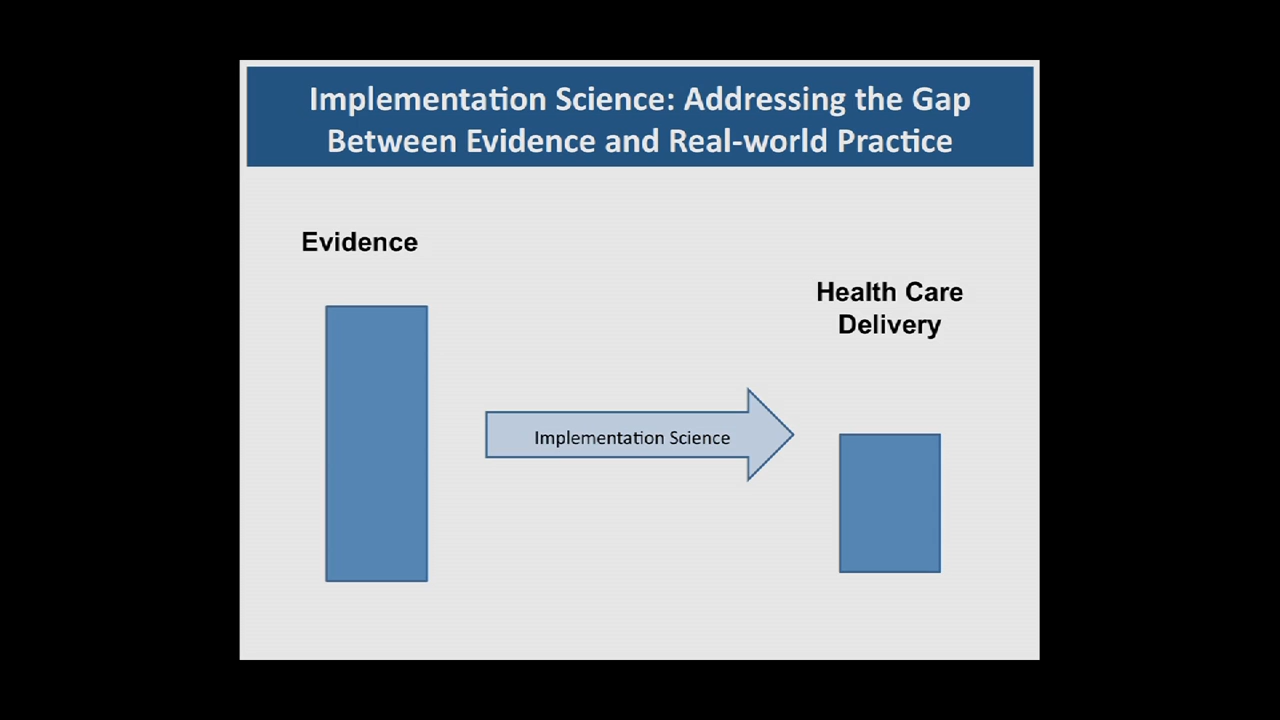 Implementation Science: Addressing the Gap
Between Evidence and Real-world Practice
Evidence
Health Care
Delivery
Implementation Science